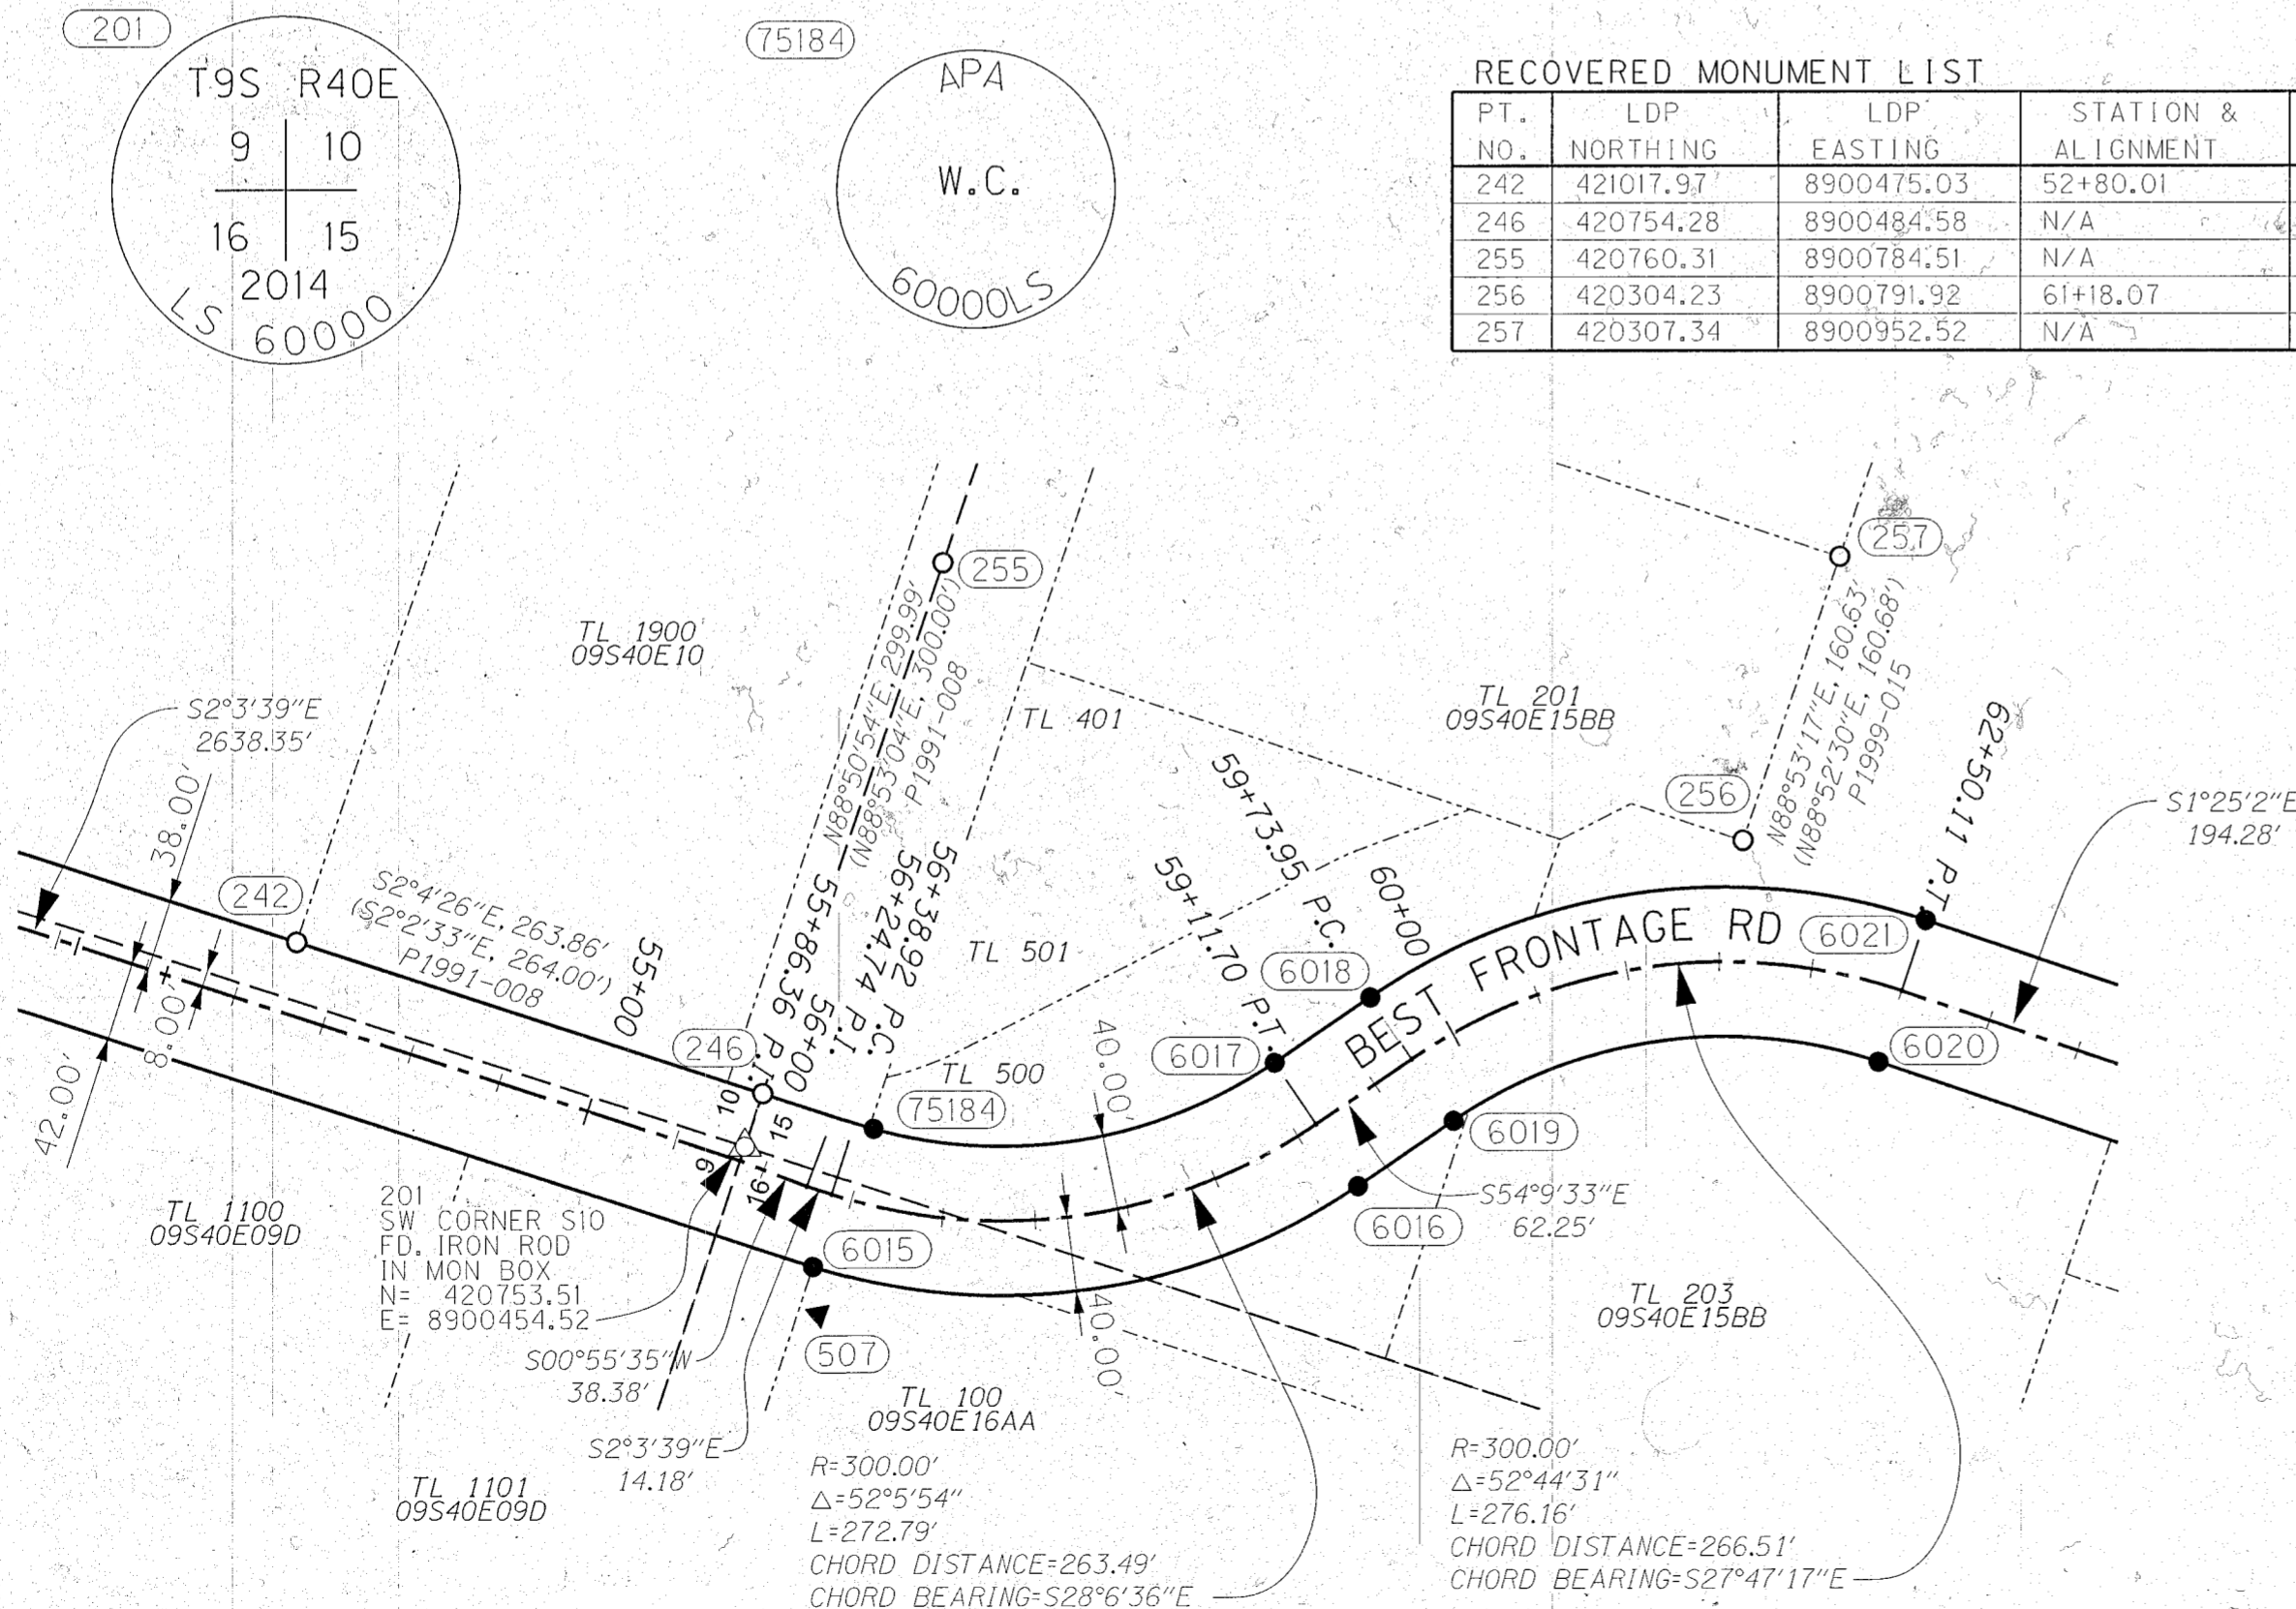 201
T9S R40E
9 10
16 15
2014
LS 60000
75184
APA
W.C.
60000LS
RECOVERED MONUMENT LIST
PT. NO. LDP NORTHING LDP EASTING STATION & ALIGNMENT
242 421017.97 8900475.03 52+80.01
246 420754.28 8900484.58 N/A
255 420760.31 8900784.51 N/A
256 420304.23 8900791.92 61+18.07
257 420307.34 8900952.52 N/A
S2°3'39"E
2638.35'
38.00'
42.00'
8.00'
242
S2°4'26"E, 263.86'
(S2°2'33"E, 264.00')
P1991-008
TL 1900
09S40E10
55+00
246
255
N88°50'54"E, 299.99'
(N88°53'04"E, 300.00')
P1991-008
55+86.36 P.I.
56+00
56+24.74 P.I.
56+38.92 P.C.
TL 401
TL 501
TL 500
75184
10
15
9
16
TL 201
09S40E15BB
59+11.70 P.T.
59+73.95 P.C.
60+00
6017
6018
BEST FRONTAGE RD
256
257
N88°53'17"E, 160.63'
(N88°52'30"E, 160.68')
P1999-015
62+50.11 P.T.
6021
6020
S1°25'2"E
194.28'
40.00'
40.00'
6019
6016
S54°9'33"E
62.25'
TL 203
09S40E15BB
TL 1100
09S40E09D
201
SW CORNER S10
FD. IRON ROD
IN MON BOX
N= 420753.51
E= 8900454.52
6015
507
S00°55'35"W
38.38'
S2°3'39"E
14.18'
TL 100
09S40E16AA
TL 1101
09S40E09D
R=300.00'
Δ=52°5'54"
L=272.79'
CHORD DISTANCE=263.49'
CHORD BEARING=S28°6'36"E
R=300.00'
Δ=52°44'31"
L=276.16'
CHORD DISTANCE=266.51'
CHORD BEARING=S27°47'17"E